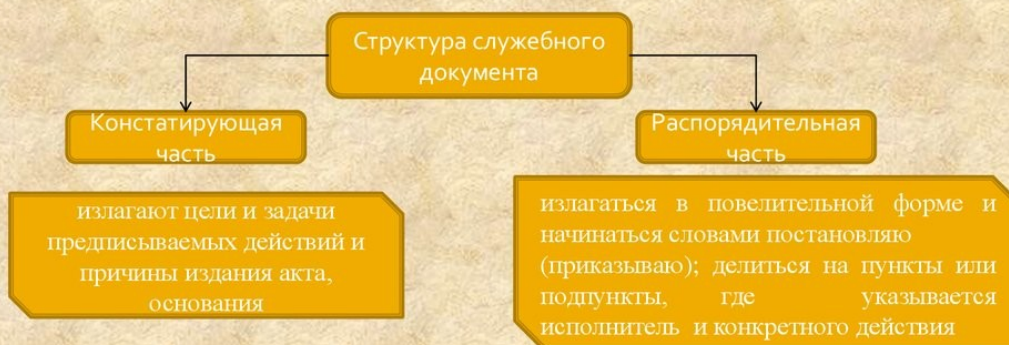 Структура служебного
документа
Констатирующая
часть
Распорядительная
часть
излагают цели и задачи
предписываемых действий и
причины издания акта,
основания
излагаться в повелительной форме и
начинаться словами постановляю
(приказываю); делиться на пункты или
подпункты, где указывается
исполнитель и конкретного действия